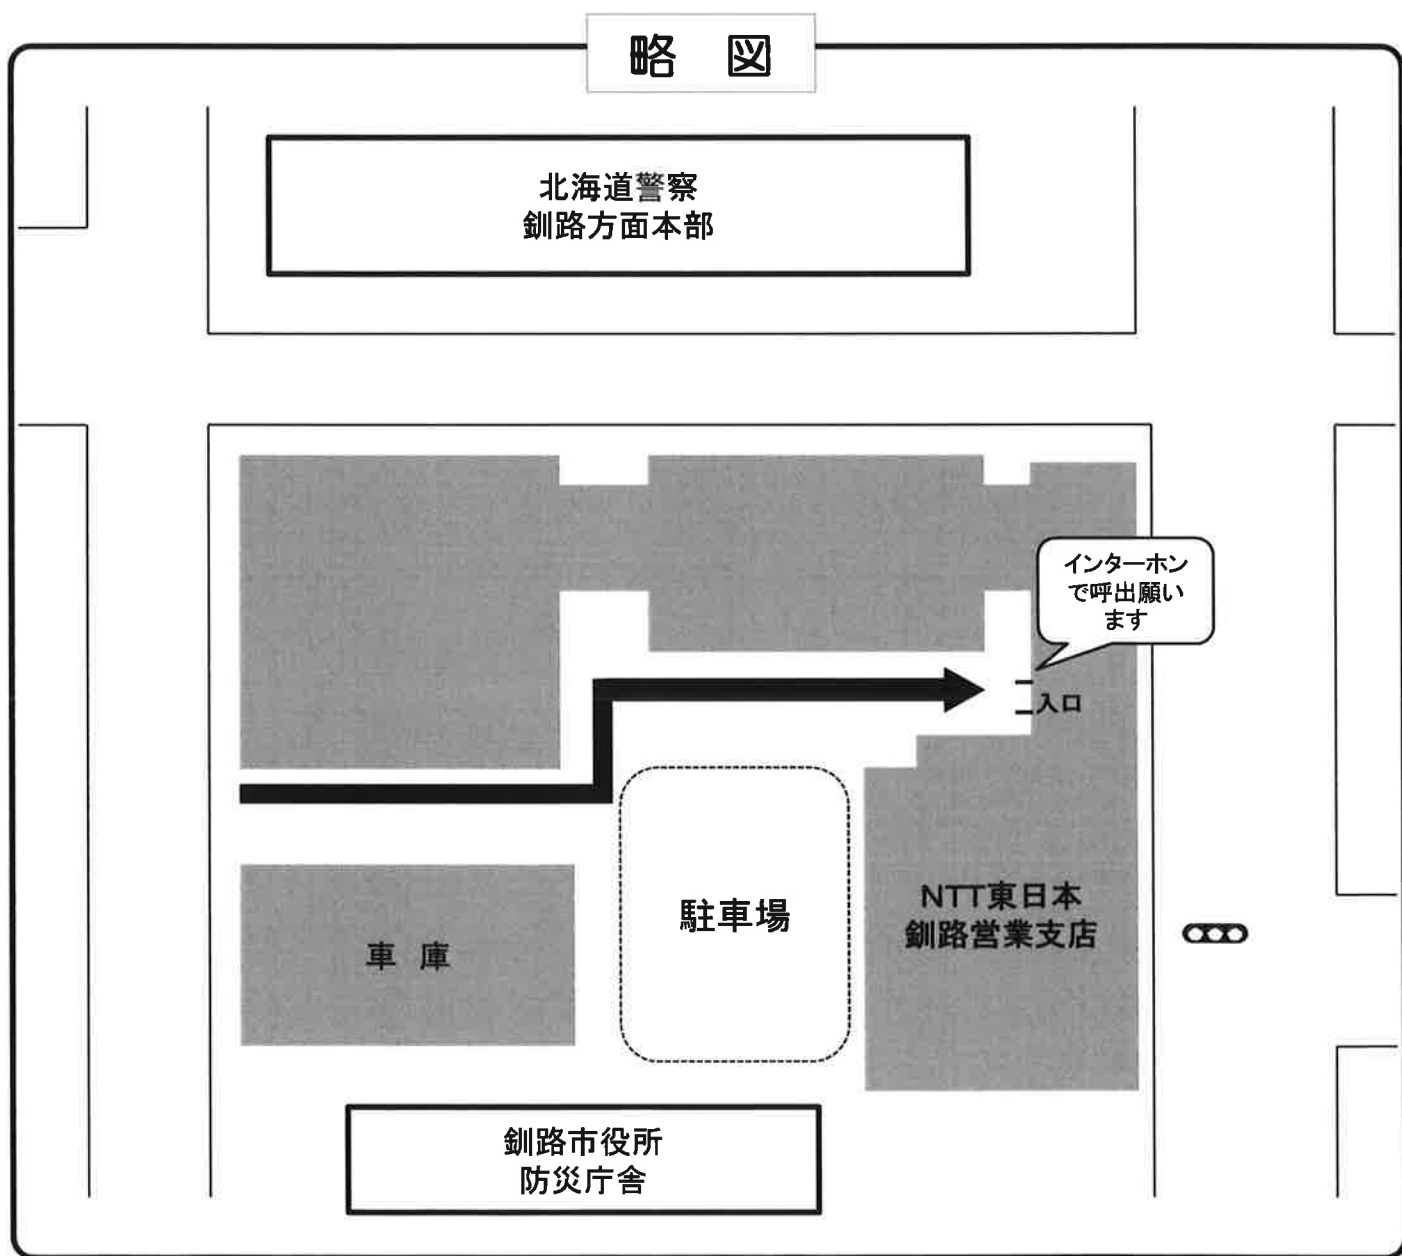 略 図
北海道警察
釧路方面本部
インターホン
で呼出願い
ます
入口
NTT東日本
釧路営業支店
駐車場
車 庫
釧路市役所
防災庁舎